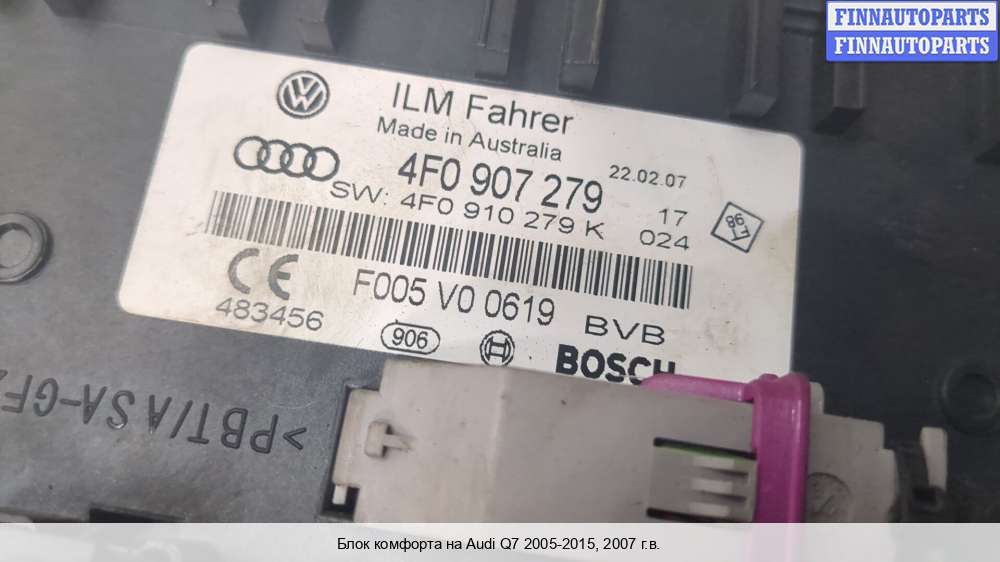 FINNAUTOPARTS
FINNAUTOPARTS
ILM Fahrer
Made in Australia
4F0 907 279
22.02.07
SW: 4F0 910 279 K
17
024
86
F005 V0 0619
BVB
483456
906
BOSCH
>PBT/ASA-GF
Блок комфорта на Audi Q7 2005-2015, 2007 г.в.